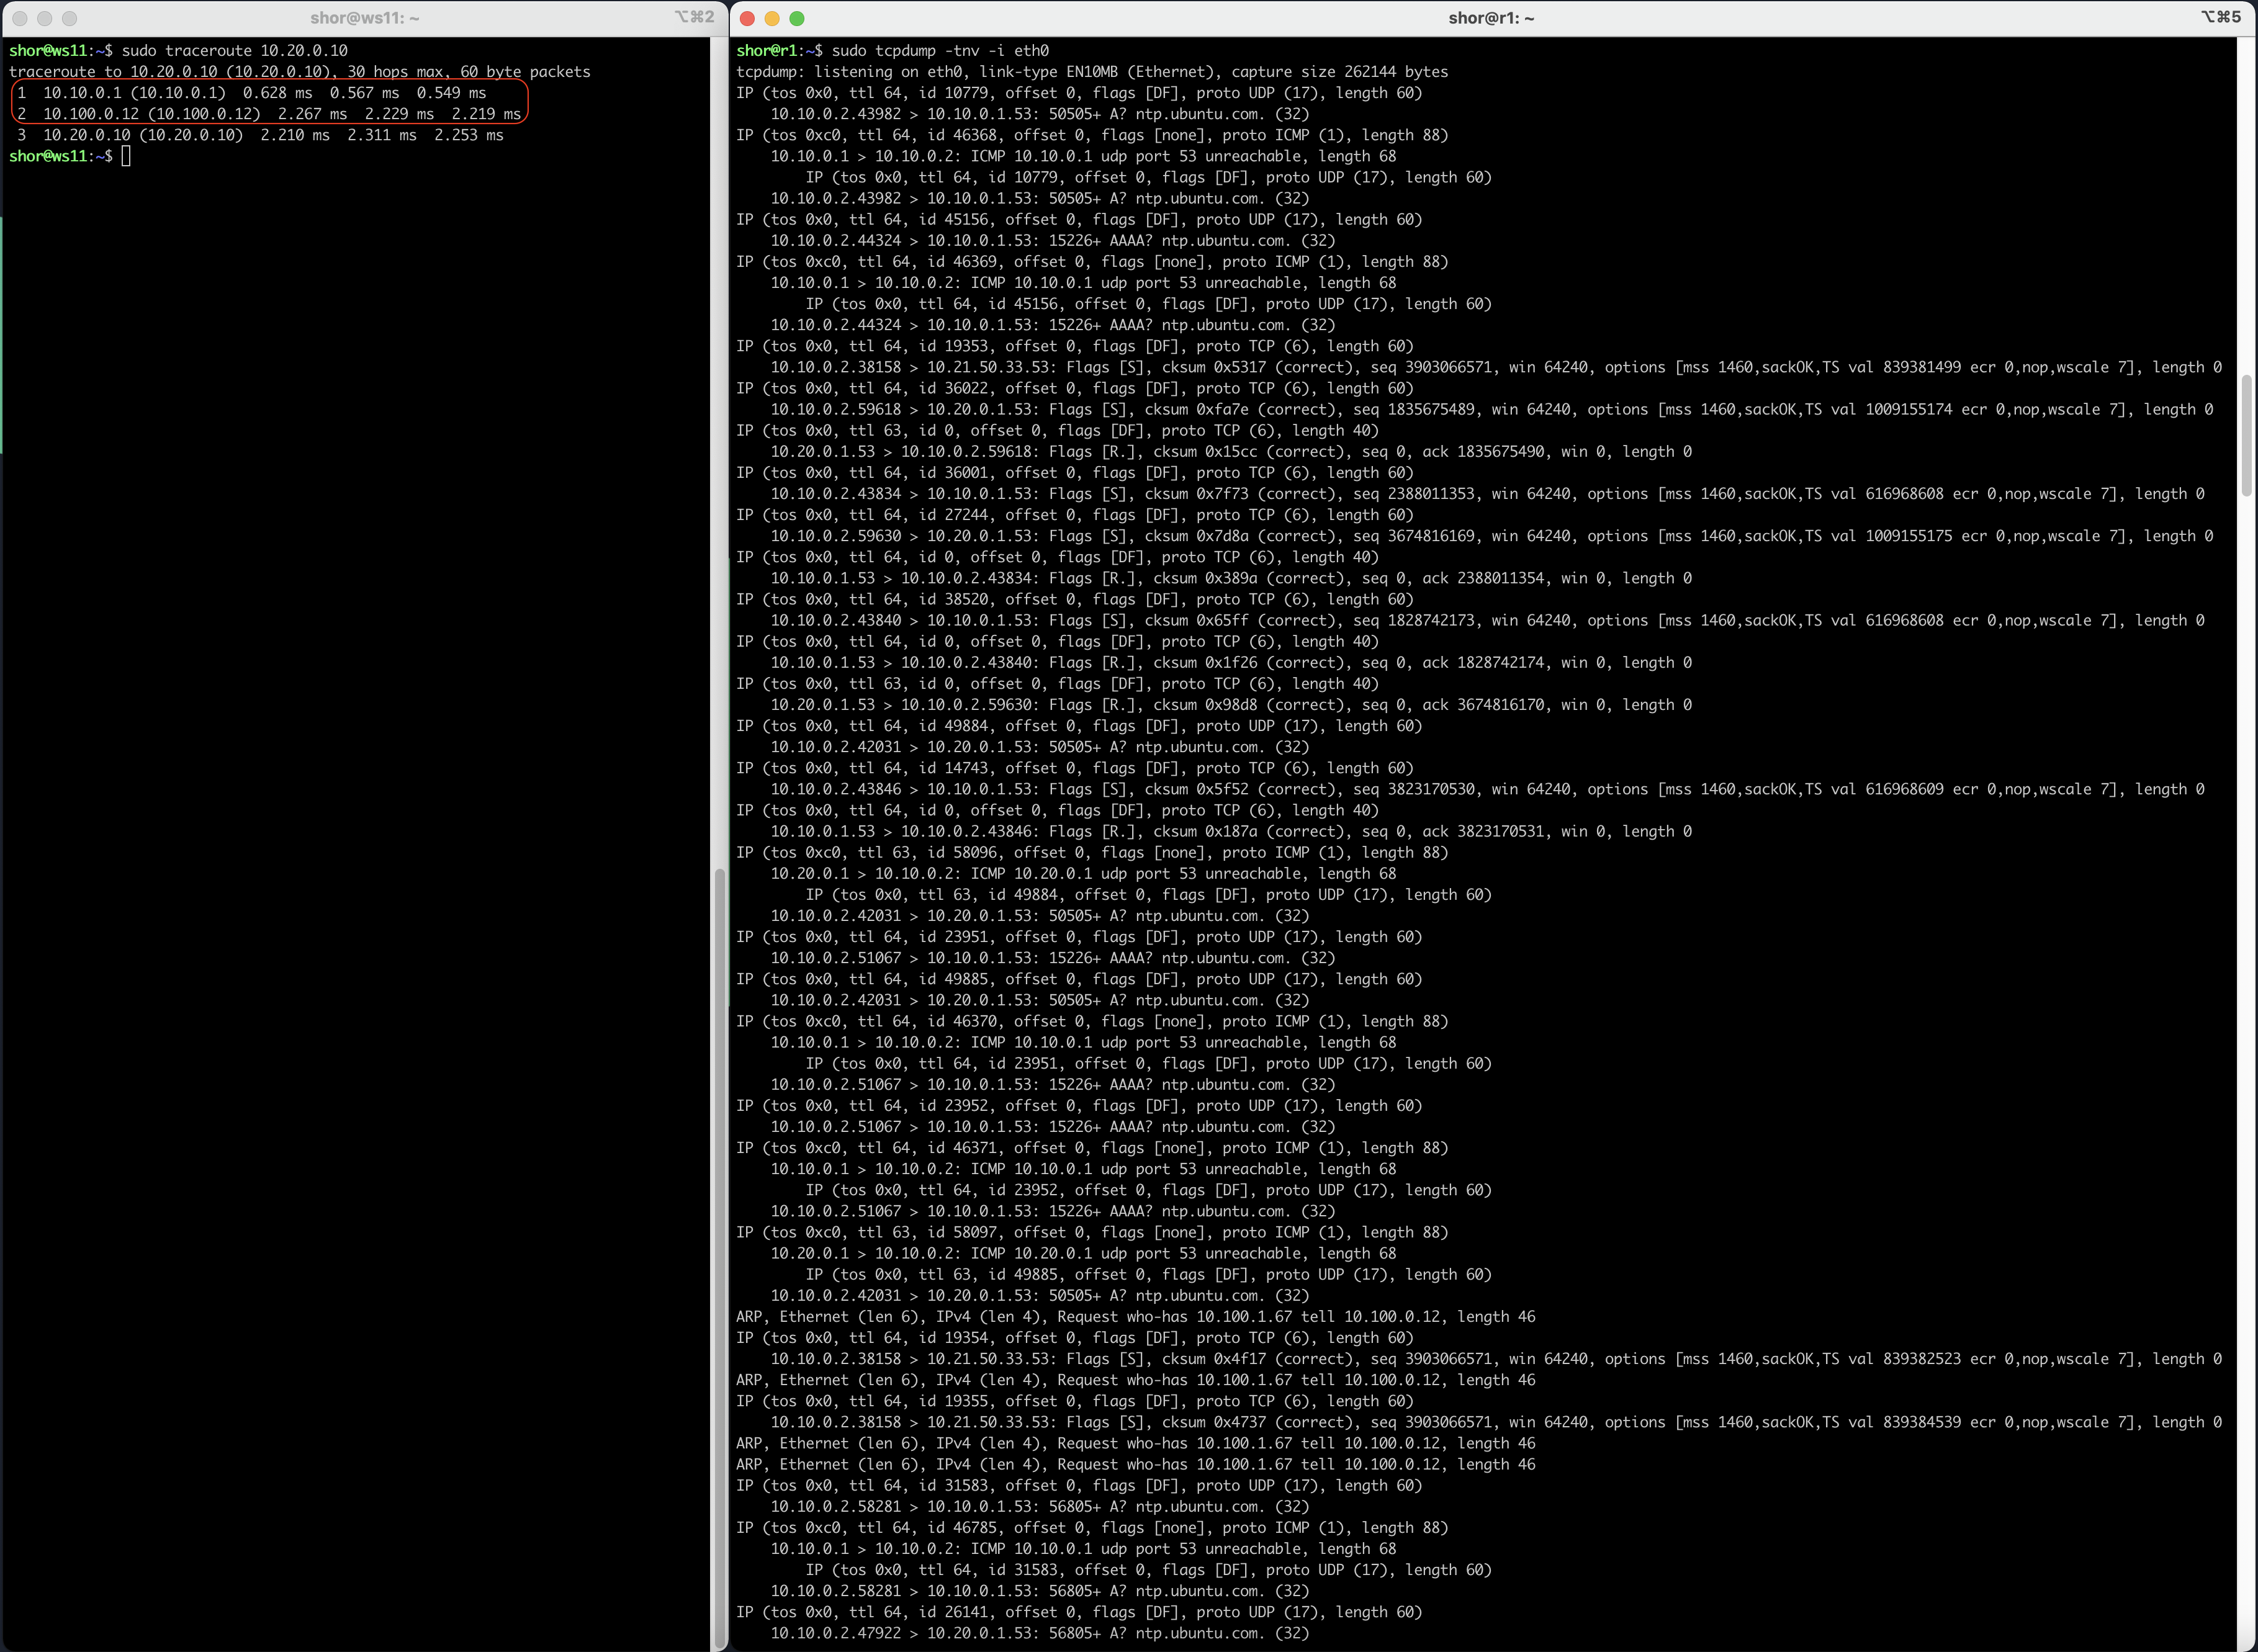 shor@ws11: ~
⌥⌘2
shor@ws11:~$ sudo traceroute 10.20.0.10
traceroute to 10.20.0.10 (10.20.0.10), 30 hops max, 60 byte packets
1  10.10.0.1 (10.10.0.1)  0.628 ms  0.567 ms  0.549 ms
2  10.100.0.12 (10.100.0.12)  2.267 ms  2.229 ms  2.219 ms
3  10.20.0.10 (10.20.0.10)  2.210 ms  2.311 ms  2.253 ms
shor@ws11:~$
shor@r1: ~
⌥⌘5
shor@r1:~$ sudo tcpdump -tnv -i eth0
tcpdump: listening on eth0, link-type EN10MB (Ethernet), capture size 262144 bytes
IP (tos 0x0, ttl 64, id 10779, offset 0, flags [DF], proto UDP (17), length 60)
10.10.0.2.43982 > 10.10.0.1.53: 50505+ A? ntp.ubuntu.com. (32)
IP (tos 0xc0, ttl 64, id 46368, offset 0, flags [none], proto ICMP (1), length 88)
10.10.0.1 > 10.10.0.2: ICMP 10.10.0.1 udp port 53 unreachable, length 68
IP (tos 0x0, ttl 64, id 10779, offset 0, flags [DF], proto UDP (17), length 60)
10.10.0.2.43982 > 10.10.0.1.53: 50505+ A? ntp.ubuntu.com. (32)
IP (tos 0x0, ttl 64, id 45156, offset 0, flags [DF], proto UDP (17), length 60)
10.10.0.2.44324 > 10.10.0.1.53: 15226+ AAAA? ntp.ubuntu.com. (32)
IP (tos 0xc0, ttl 64, id 46369, offset 0, flags [none], proto ICMP (1), length 88)
10.10.0.1 > 10.10.0.2: ICMP 10.10.0.1 udp port 53 unreachable, length 68
IP (tos 0x0, ttl 64, id 45156, offset 0, flags [DF], proto UDP (17), length 60)
10.10.0.2.44324 > 10.10.0.1.53: 15226+ AAAA? ntp.ubuntu.com. (32)
IP (tos 0x0, ttl 64, id 19353, offset 0, flags [DF], proto TCP (6), length 60)
10.10.0.2.38158 > 10.21.50.33.53: Flags [S], cksum 0x5317 (correct), seq 3903066571, win 64240, options [mss 1460,sackOK,TS val 839381499 ecr 0,nop,wscale 7], length 0
IP (tos 0x0, ttl 64, id 36022, offset 0, flags [DF], proto TCP (6), length 60)
10.10.0.2.59618 > 10.20.0.1.53: Flags [S], cksum 0xfa7e (correct), seq 1835675489, win 64240, options [mss 1460,sackOK,TS val 1009155174 ecr 0,nop,wscale 7], length 0
IP (tos 0x0, ttl 63, id 0, offset 0, flags [DF], proto TCP (6), length 40)
10.20.0.1.53 > 10.10.0.2.59618: Flags [R.], cksum 0x15cc (correct), seq 0, ack 1835675490, win 0, length 0
IP (tos 0x0, ttl 64, id 36001, offset 0, flags [DF], proto TCP (6), length 60)
10.10.0.2.43834 > 10.10.0.1.53: Flags [S], cksum 0x7f73 (correct), seq 2388011353, win 64240, options [mss 1460,sackOK,TS val 616968608 ecr 0,nop,wscale 7], length 0
IP (tos 0x0, ttl 64, id 27244, offset 0, flags [DF], proto TCP (6), length 60)
10.10.0.2.59630 > 10.20.0.1.53: Flags [S], cksum 0x7d8a (correct), seq 3674816169, win 64240, options [mss 1460,sackOK,TS val 1009155175 ecr 0,nop,wscale 7], length 0
IP (tos 0x0, ttl 64, id 0, offset 0, flags [DF], proto TCP (6), length 40)
10.10.0.1.53 > 10.10.0.2.43834: Flags [R.], cksum 0x389a (correct), seq 0, ack 2388011354, win 0, length 0
IP (tos 0x0, ttl 64, id 38520, offset 0, flags [DF], proto TCP (6), length 60)
10.10.0.2.43840 > 10.10.0.1.53: Flags [S], cksum 0x65ff (correct), seq 1828742173, win 64240, options [mss 1460,sackOK,TS val 616968608 ecr 0,nop,wscale 7], length 0
IP (tos 0x0, ttl 64, id 0, offset 0, flags [DF], proto TCP (6), length 40)
10.10.0.1.53 > 10.10.0.2.43840: Flags [R.], cksum 0x1f26 (correct), seq 0, ack 1828742174, win 0, length 0
IP (tos 0x0, ttl 63, id 0, offset 0, flags [DF], proto TCP (6), length 40)
10.20.0.1.53 > 10.10.0.2.59630: Flags [R.], cksum 0x98d8 (correct), seq 0, ack 3674816170, win 0, length 0
IP (tos 0x0, ttl 64, id 49884, offset 0, flags [DF], proto UDP (17), length 60)
10.10.0.2.42031 > 10.20.0.1.53: 50505+ A? ntp.ubuntu.com. (32)
IP (tos 0x0, ttl 64, id 14743, offset 0, flags [DF], proto TCP (6), length 60)
10.10.0.2.43846 > 10.10.0.1.53: Flags [S], cksum 0x5f52 (correct), seq 3823170530, win 64240, options [mss 1460,sackOK,TS val 616968609 ecr 0,nop,wscale 7], length 0
IP (tos 0x0, ttl 64, id 0, offset 0, flags [DF], proto TCP (6), length 40)
10.10.0.1.53 > 10.10.0.2.43846: Flags [R.], cksum 0x187a (correct), seq 0, ack 3823170531, win 0, length 0
IP (tos 0xc0, ttl 63, id 58096, offset 0, flags [none], proto ICMP (1), length 88)
10.20.0.1 > 10.10.0.2: ICMP 10.20.0.1 udp port 53 unreachable, length 68
IP (tos 0x0, ttl 63, id 49884, offset 0, flags [DF], proto UDP (17), length 60)
10.10.0.2.42031 > 10.20.0.1.53: 50505+ A? ntp.ubuntu.com. (32)
IP (tos 0x0, ttl 64, id 23951, offset 0, flags [DF], proto UDP (17), length 60)
10.10.0.2.51067 > 10.10.0.1.53: 15226+ AAAA? ntp.ubuntu.com. (32)
IP (tos 0x0, ttl 64, id 49885, offset 0, flags [DF], proto UDP (17), length 60)
10.10.0.2.42031 > 10.20.0.1.53: 50505+ A? ntp.ubuntu.com. (32)
IP (tos 0xc0, ttl 64, id 46370, offset 0, flags [none], proto ICMP (1), length 88)
10.10.0.1 > 10.10.0.2: ICMP 10.10.0.1 udp port 53 unreachable, length 68
IP (tos 0x0, ttl 64, id 23951, offset 0, flags [DF], proto UDP (17), length 60)
10.10.0.2.51067 > 10.10.0.1.53: 15226+ AAAA? ntp.ubuntu.com. (32)
IP (tos 0x0, ttl 64, id 23952, offset 0, flags [DF], proto UDP (17), length 60)
10.10.0.2.51067 > 10.10.0.1.53: 15226+ AAAA? ntp.ubuntu.com. (32)
IP (tos 0xc0, ttl 64, id 46371, offset 0, flags [none], proto ICMP (1), length 88)
10.10.0.1 > 10.10.0.2: ICMP 10.10.0.1 udp port 53 unreachable, length 68
IP (tos 0x0, ttl 64, id 23952, offset 0, flags [DF], proto UDP (17), length 60)
10.10.0.2.51067 > 10.10.0.1.53: 15226+ AAAA? ntp.ubuntu.com. (32)
IP (tos 0xc0, ttl 63, id 58097, offset 0, flags [none], proto ICMP (1), length 88)
10.20.0.1 > 10.10.0.2: ICMP 10.20.0.1 udp port 53 unreachable, length 68
IP (tos 0x0, ttl 63, id 49885, offset 0, flags [DF], proto UDP (17), length 60)
10.10.0.2.42031 > 10.20.0.1.53: 50505+ A? ntp.ubuntu.com. (32)
ARP, Ethernet (len 6), IPv4 (len 4), Request who-has 10.100.1.67 tell 10.100.0.12, length 46
IP (tos 0x0, ttl 64, id 19354, offset 0, flags [DF], proto TCP (6), length 60)
10.10.0.2.38158 > 10.21.50.33.53: Flags [S], cksum 0x4f17 (correct), seq 3903066571, win 64240, options [mss 1460,sackOK,TS val 839382523 ecr 0,nop,wscale 7], length 0
ARP, Ethernet (len 6), IPv4 (len 4), Request who-has 10.100.1.67 tell 10.100.0.12, length 46
IP (tos 0x0, ttl 64, id 19355, offset 0, flags [DF], proto TCP (6), length 60)
10.10.0.2.38158 > 10.21.50.33.53: Flags [S], cksum 0x4737 (correct), seq 3903066571, win 64240, options [mss 1460,sackOK,TS val 839384539 ecr 0,nop,wscale 7], length 0
ARP, Ethernet (len 6), IPv4 (len 4), Request who-has 10.100.1.67 tell 10.100.0.12, length 46
ARP, Ethernet (len 6), IPv4 (len 4), Request who-has 10.100.1.67 tell 10.100.0.12, length 46
IP (tos 0x0, ttl 64, id 31583, offset 0, flags [DF], proto UDP (17), length 60)
10.10.0.2.58281 > 10.10.0.1.53: 56805+ A? ntp.ubuntu.com. (32)
IP (tos 0xc0, ttl 64, id 46785, offset 0, flags [none], proto ICMP (1), length 88)
10.10.0.1 > 10.10.0.2: ICMP 10.10.0.1 udp port 53 unreachable, length 68
IP (tos 0x0, ttl 64, id 31583, offset 0, flags [DF], proto UDP (17), length 60)
10.10.0.2.58281 > 10.10.0.1.53: 56805+ A? ntp.ubuntu.com. (32)
IP (tos 0x0, ttl 64, id 26141, offset 0, flags [DF], proto UDP (17), length 60)
10.10.0.2.47922 > 10.20.0.1.53: 56805+ A? ntp.ubuntu.com. (32)